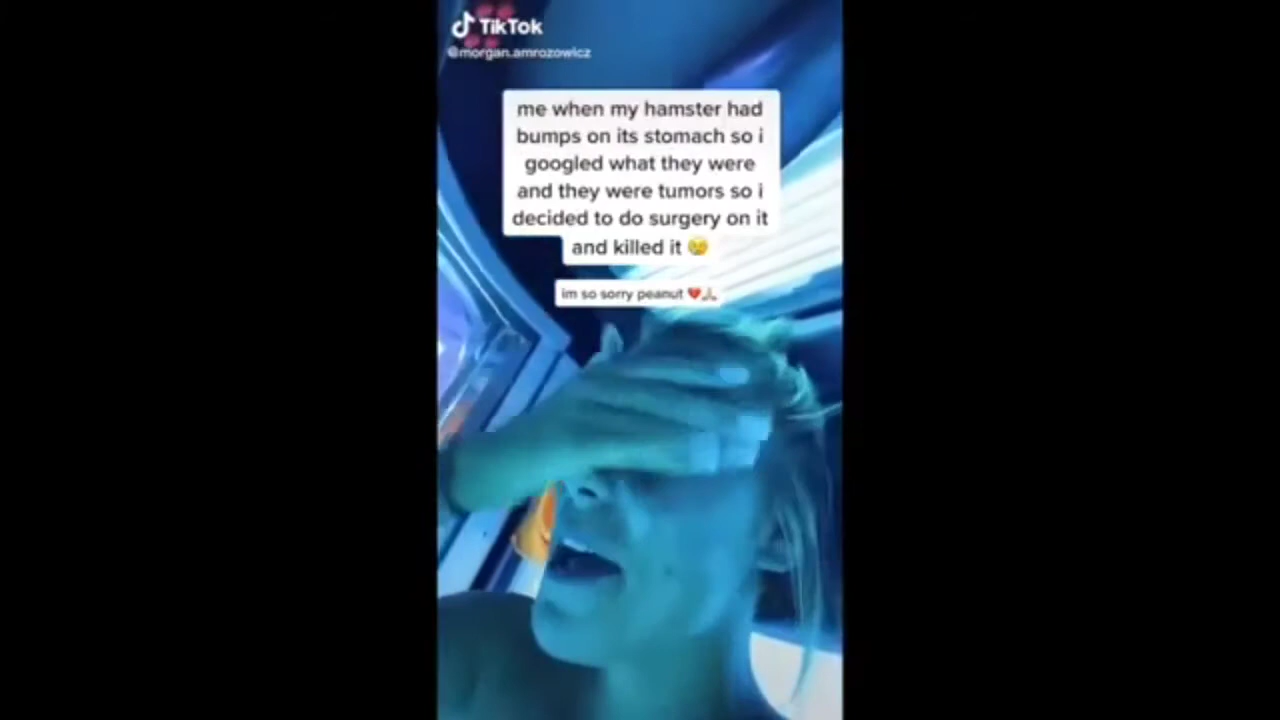 TikTok
@morgan.amrozowicz
me when my hamster had
bumps on its stomach so i
googled what they were
and they were tumors so i
decided to do surgery on it
and killed it 😢
im so sorry peanut 💔🙏🏼